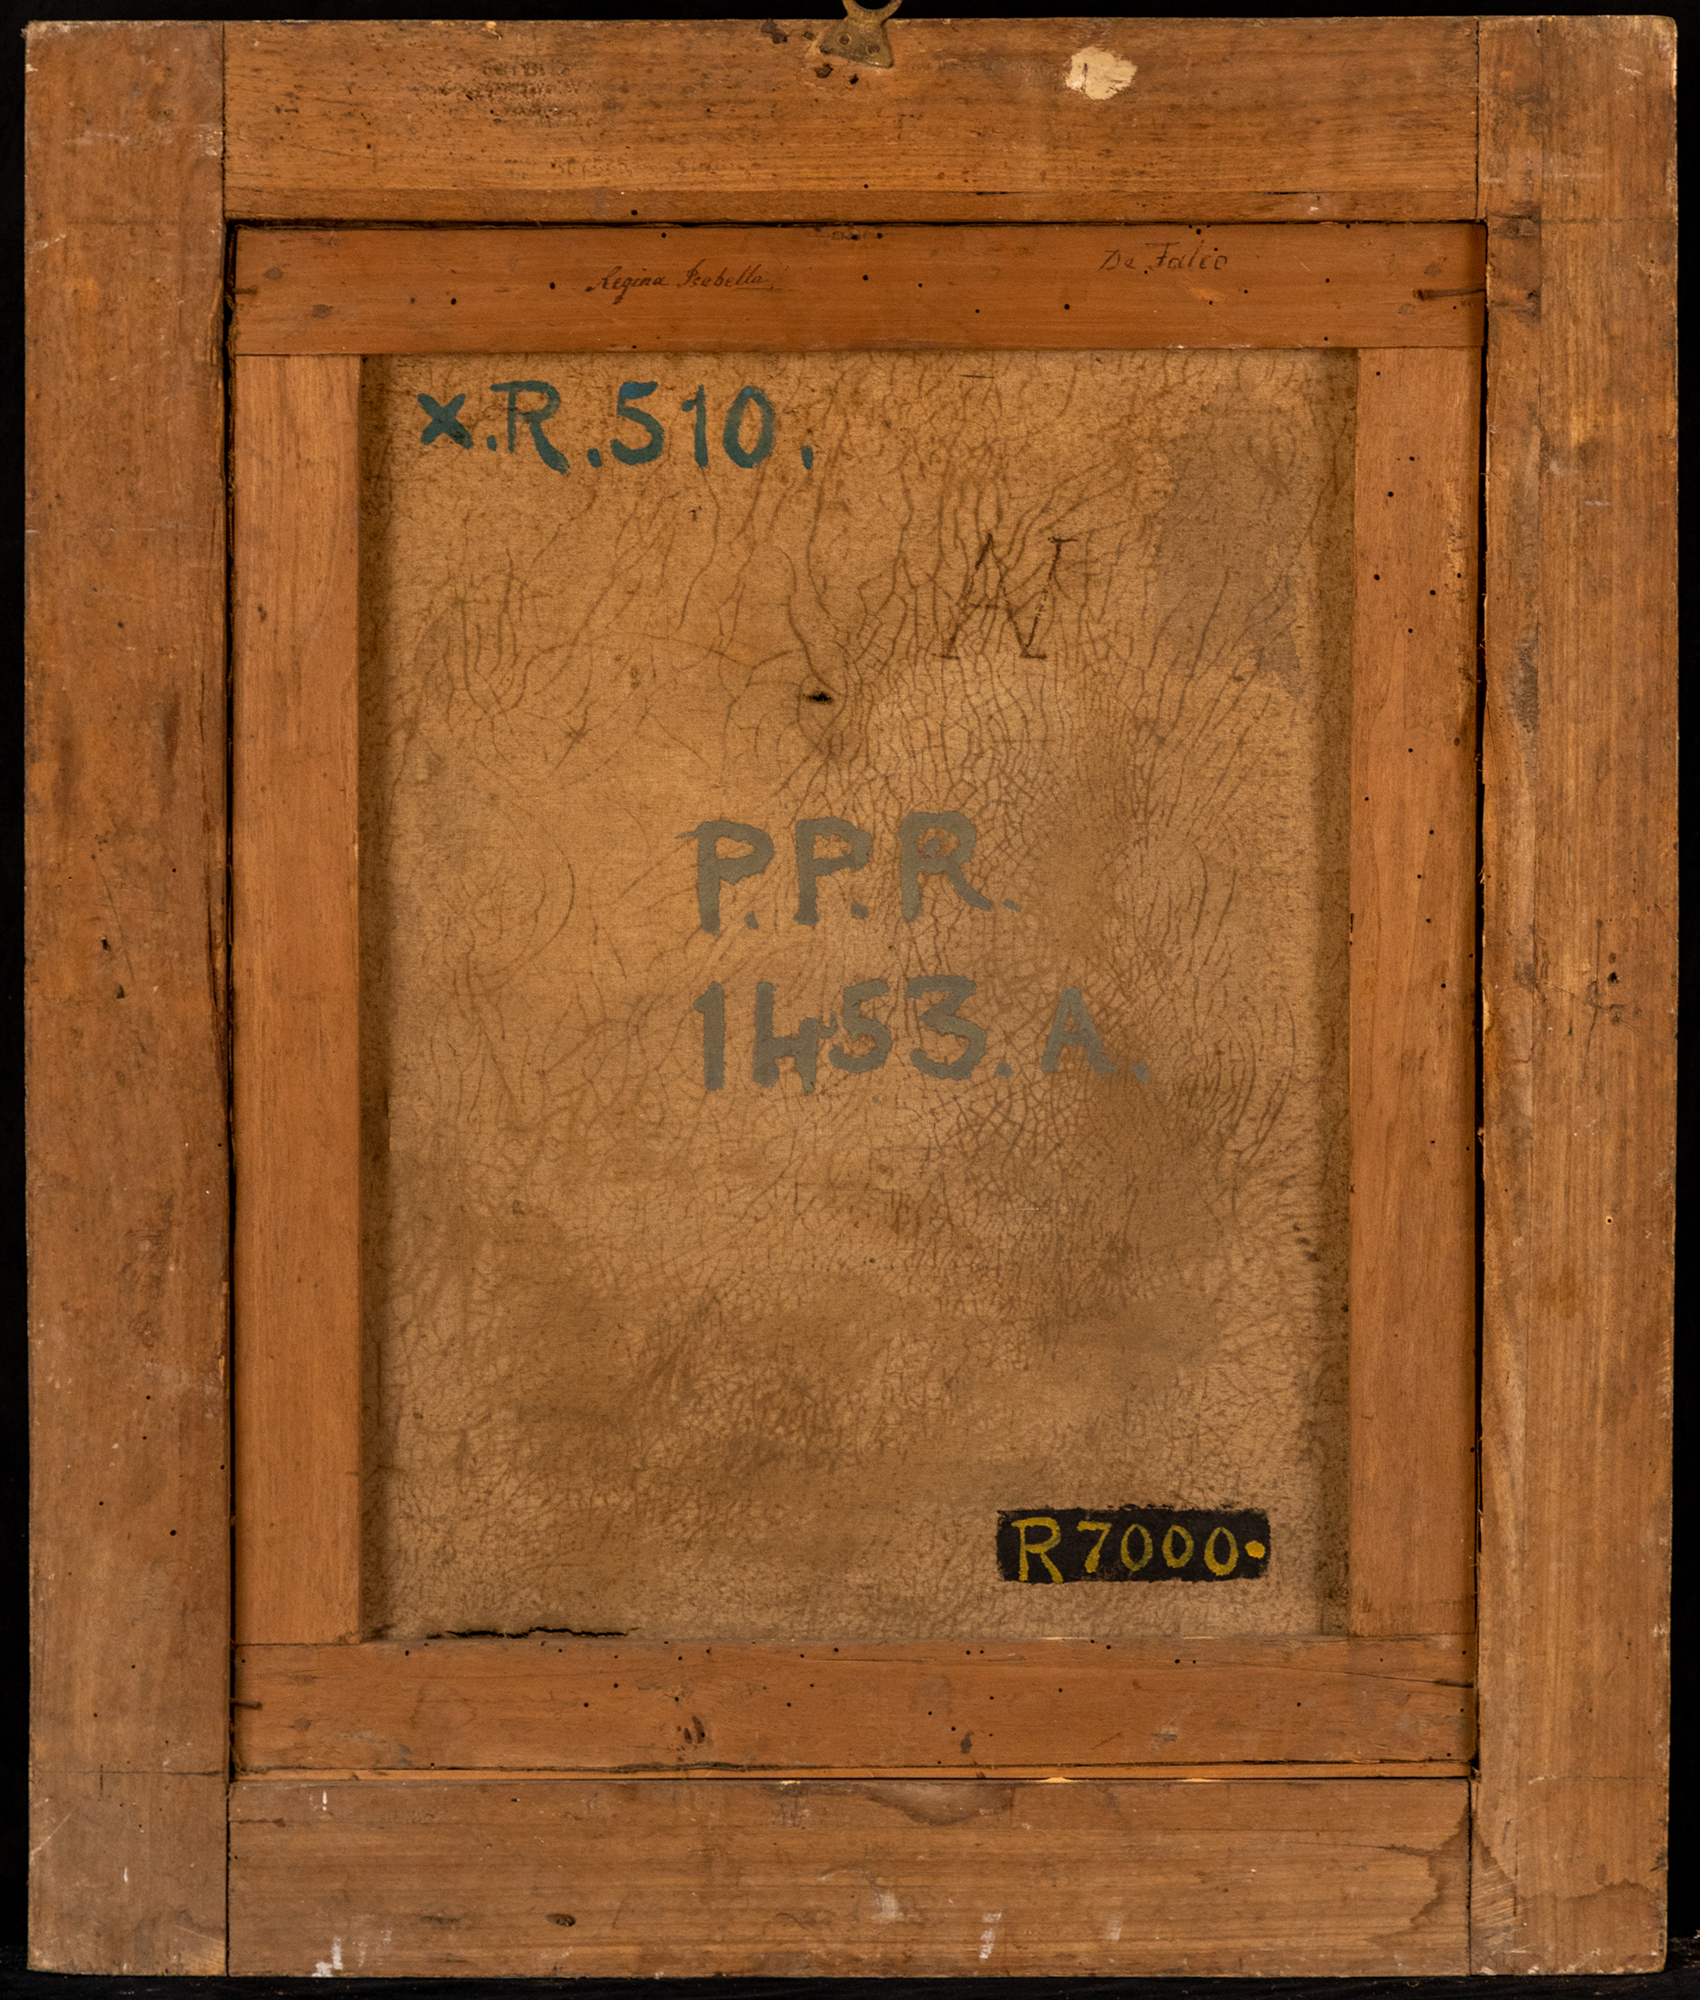 Regina Isabella
De Falco
x.R.510.
P.P.R.
1453.A.
R7000.